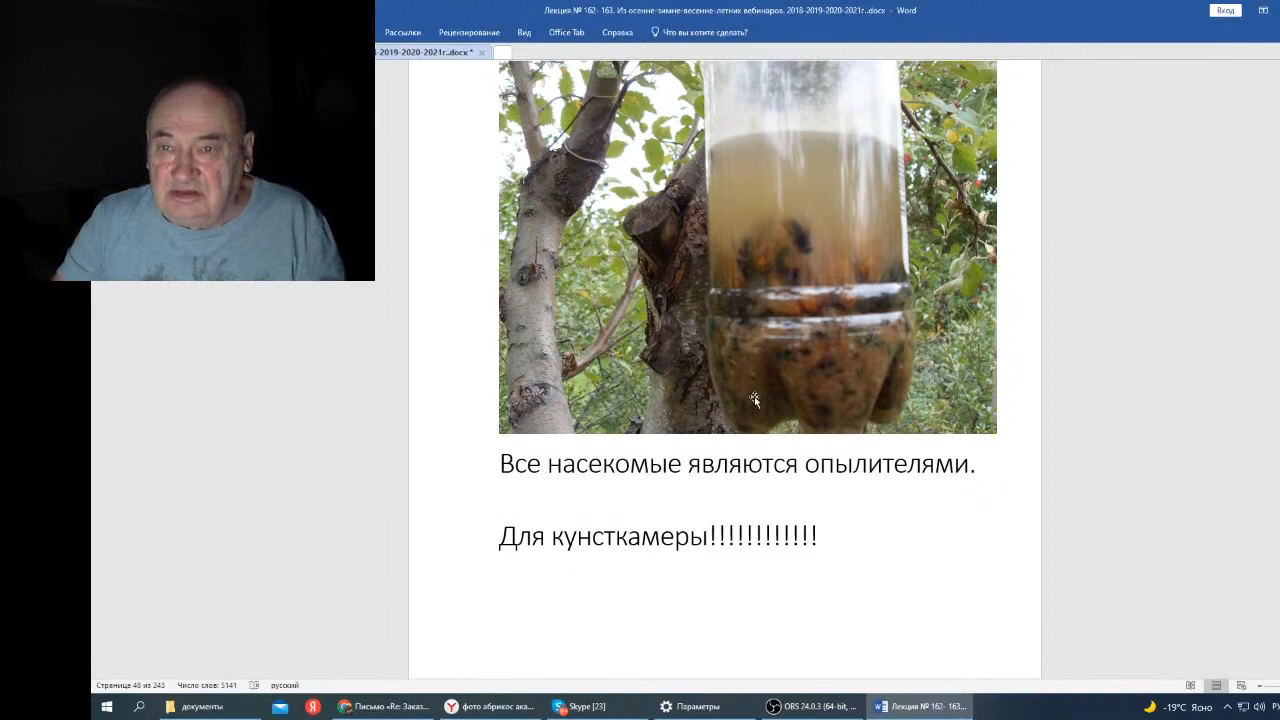 Лекция № 162- 163. Из осенне-зимне-весенне-летних вебинаров. 2018-2019-2020-2021г..docx - Word
Вход
Рассылки Рецензирование Вид Office Tab Справка Что вы хотите сделать?
-2019-2020-2021г..docx *
Все насекомые являются опылителями.
Для кунсткамеры!!!!!!!!!!!!
Страница 48 из 243 Число слов: 5141 русский
документы Письмо «Re: Заказ... фото абрикос ака... Skype [23] Параметры OBS 24.0.3 (64-bit, ... Лекция № 162- 163... -19°C Ясно